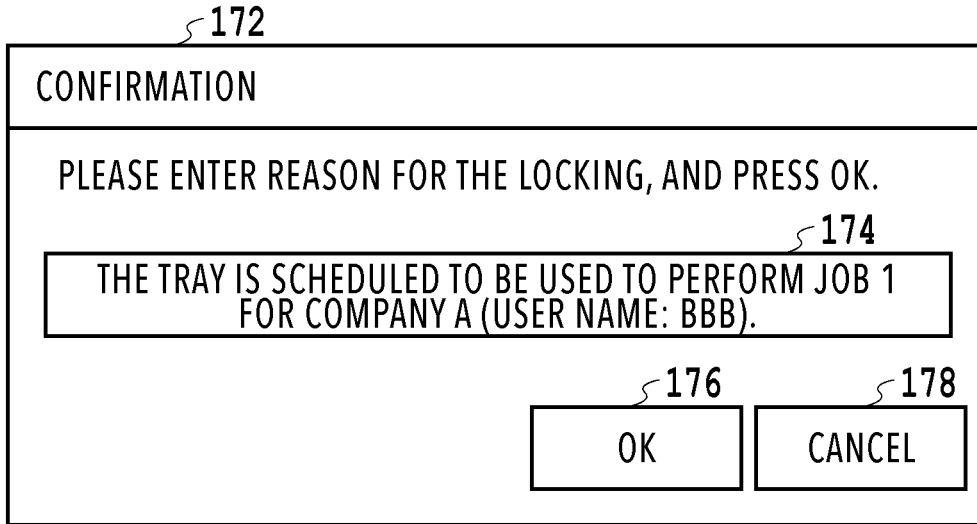 172
CONFIRMATION
PLEASE ENTER REASON FOR THE LOCKING, AND PRESS OK.
174
THE TRAY IS SCHEDULED TO BE USED TO PERFORM JOB 1
FOR COMPANY A (USER NAME: BBB).
176
178
OK
CANCEL